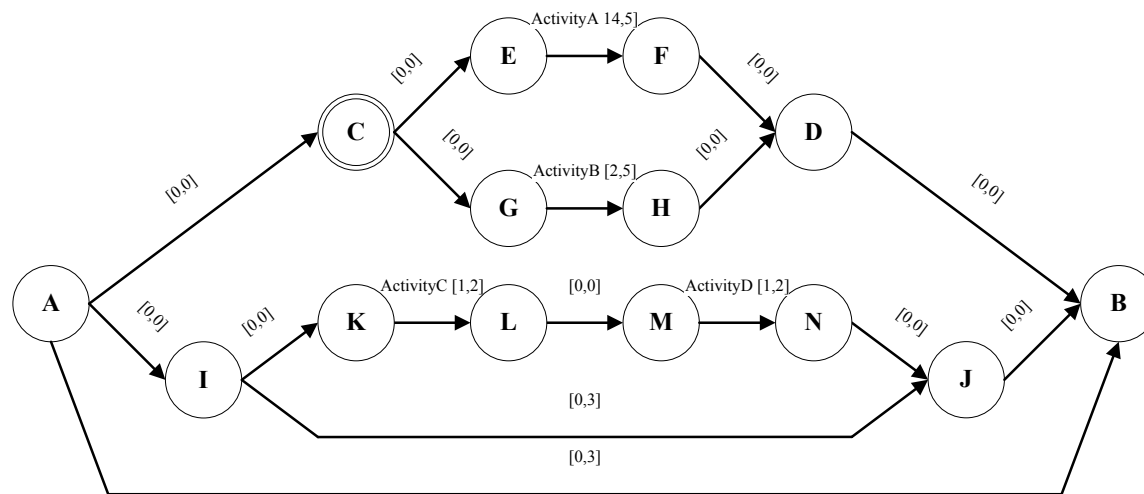 ActivityA 14,5]
E
F
[0,0]
[0,0]
C
D
[0,0]
[0,0]
ActivityB [2,5]
[0,0]
[0,0]
G
H
A
B
ActivityC [1,2]
[0,0]
ActivityD [1,2]
[0,0]
[0,0]
[0,0]
[0,0]
K
L
M
N
I
J
[0,3]
[0,3]